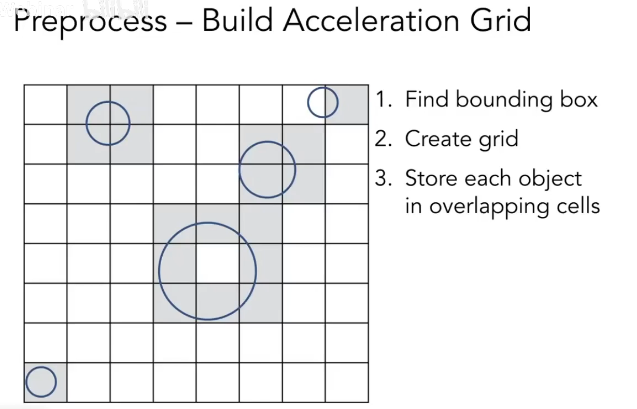 Preprocess – Build Acceleration Grid
1. Find bounding box
2. Create grid
3. Store each object
in overlapping cells